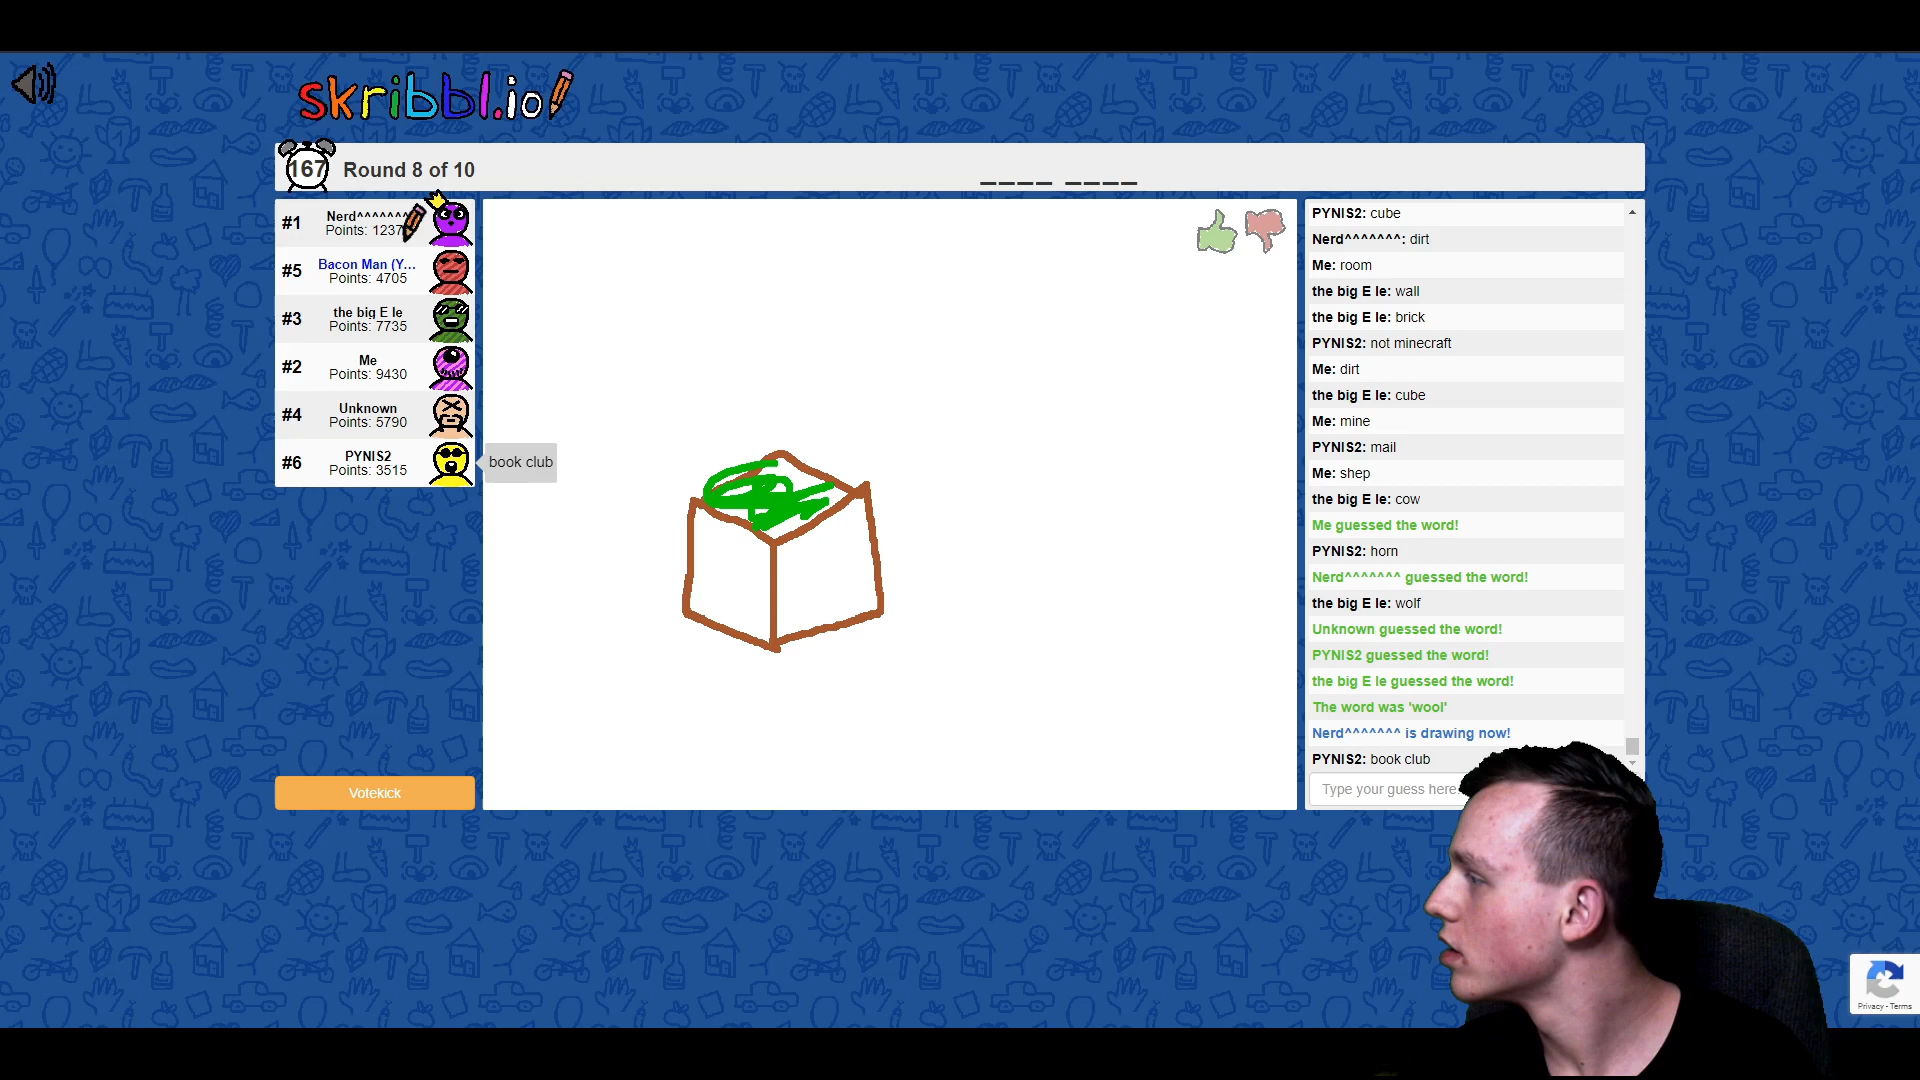 skribbl.io
167
Round 8 of 10
____ ____
#1
Nerd^^^^^^^
Points: 1237
#5
Bacon Man (Y...
Points: 4705
#3
the big E le
Points: 7735
#2
Me
Points: 9430
#4
Unknown
Points: 5790
#6
PYNIS2
Points: 3515
book club
Votekick
PYNIS2: cube
Nerd^^^^^^^: dirt
Me: room
the big E le: wall
the big E le: brick
PYNIS2: not minecraft
Me: dirt
the big E le: cube
Me: mine
PYNIS2: mail
Me: shep
the big E le: cow
Me guessed the word!
PYNIS2: horn
Nerd^^^^^^^ guessed the word!
the big E le: wolf
Unknown guessed the word!
PYNIS2 guessed the word!
the big E le guessed the word!
The word was 'wool'
Nerd^^^^^^^ is drawing now!
PYNIS2: book club
Type your guess here
Privacy - Terms